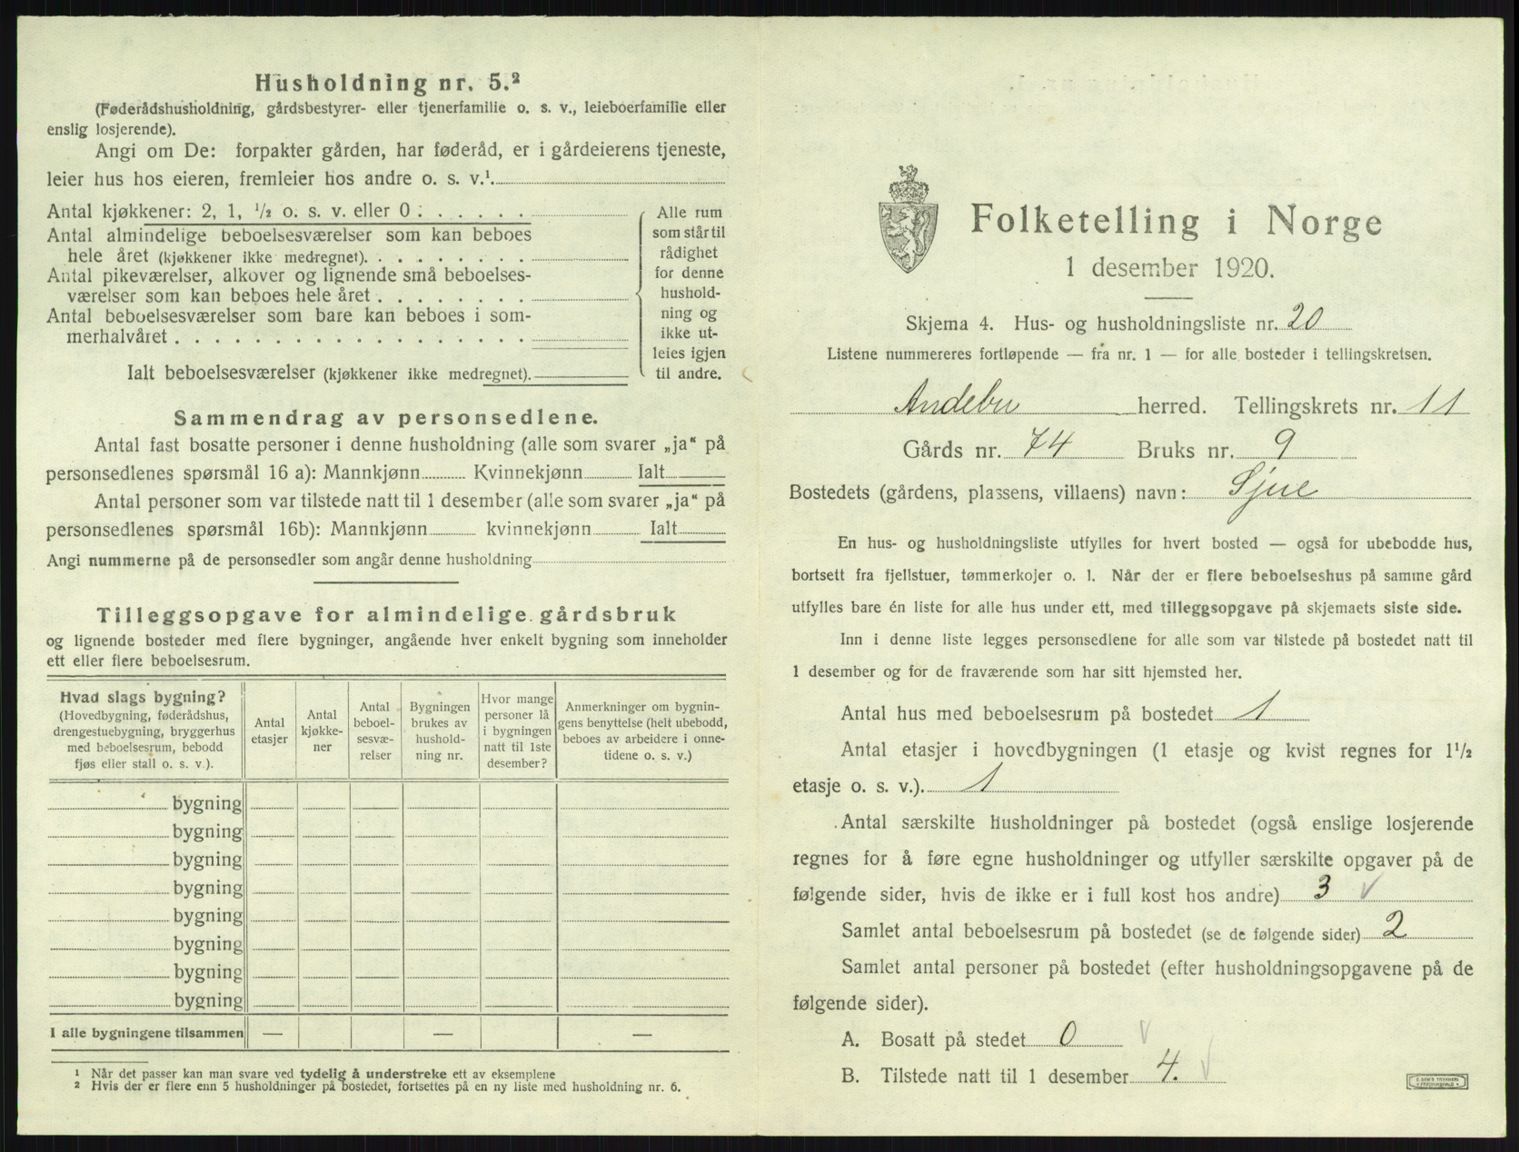 Husholdning nr. 5.²
(Føderådshusholdning, gårdsbestyrer- eller tjenerfamilie o. s. v., leieboerfamilie eller
enslig losjerende).
Angi om De: forpakter gården, har føderåd, er i gårdeierens tjeneste,
leier hus hos eieren, fremleier hos andre o. s. v.¹
Antal kjøkkener: 2, 1, ½ o. s. v. eller 0 : . . . . . .
Antal almindelige beboelsesværelser som kan beboes
hele året (kjøkkener ikke medregnet). . . . . . . . .
Antal pikeværelser, alkover og lignende små beboelses-
værelser som kan beboes hele året . . . . . . . .
Antal beboelsesværelser som bare kan beboes i som-
merhalvåret . . . . . . . . . . . . . . . . . .
Ialt beboelsesværelser (kjøkkener ikke medregnet).
Alle rum
som står til
rådighet
for denne
hushold-
ning og
ikke ut-
leies igjen
til andre.
Sammendrag av personsedlene.
Antal fast bosatte personer i denne husholdning (alle som svarer „ja“ på
personsedlenes spørsmål 16 a): Mannkjønn Kvinnekjønn Ialt
Antal personer som var tilstede natt til 1 desember (alle som svarer „ja“ på
personsedlenes spørsmål 16b): Mannkjønn kvinnekjønn Ialt
Angi nummerne på de personsedler som angår denne husholdning
Tilleggsopgave for almindelige gårdsbruk
og lignende bosteder med flere bygninger, angående hver enkelt bygning som inneholder
ett eller flere beboelsesrum.
Hvad slags bygning?
(Hovedbygning, føderådshus,
drengestuebygning, bryggerhus
med beboelsesrum, bebodd
fjøs eller stall o. s. v.).
Antal
etasjer
Antal
kjøkke-
ner
Antal
beboel-
sesvæ-
relser
Bygningen
brukes av
hushold-
ning nr.
Hvor mange
personer lå
i bygningen
natt til 1ste
desember?
Anmerkninger om bygnin-
gens benyttelse (helt ubebodd,
beboes av arbeidere i onne-
tidene o. s. v.)
bygning
bygning
bygning
bygning
bygning
bygning
bygning
bygning
I alle bygningene tilsammen — — —
¹ Når det passer kan man svare ved tydelig å understreke ett av eksemplene
² Hvis der er flere enn 5 husholdninger på bostedet, fortsettes på en ny liste med husholdning nr. 6.
Folketelling i Norge
1 desember 1920.
Skjema 4. Hus- og husholdningsliste nr. 20
Listene nummereres fortløpende — fra nr. 1 — for alle bosteder i tellingskretsen.
Andebu herred. Tellingskrets nr. 11
Gårds nr. 74 Bruks nr. 9
Bostedets (gårdens, plassens, villaens) navn: Sjue
En hus- og husholdningsliste utfylles for hvert bosted — også for ubebodde hus,
bortsett fra fjellstuer, tømmerkojer o. l. Når der er flere beboelseshus på samme gård
utfylles bare én liste for alle hus under ett, med tilleggsopgave på skjemaets siste side.
Inn i denne liste legges personsedlene for alle som var tilstede på bostedet natt til
1 desember og for de fraværende som har sitt hjemsted her.
Antal hus med beboelsesrum på bostedet 1
Antal etasjer i hovedbygningen (1 etasje og kvist regnes for 1½
etasje o. s. v.). 1
Antal særskilte husholdninger på bostedet (også enslige losjerende
regnes for å føre egne husholdninger og utfyller særskilte opgaver på de
følgende sider, hvis de ikke er i full kost hos andre) 3 ✓
Samlet antal beboelsesrum på bostedet (se de følgende sider) 2
Samlet antal personer på bostedet (efter husholdningsopgavene på de
følgende sider).
A. Bosatt på stedet 0 ✓
B. Tilstede natt til 1 desember 4. ✓